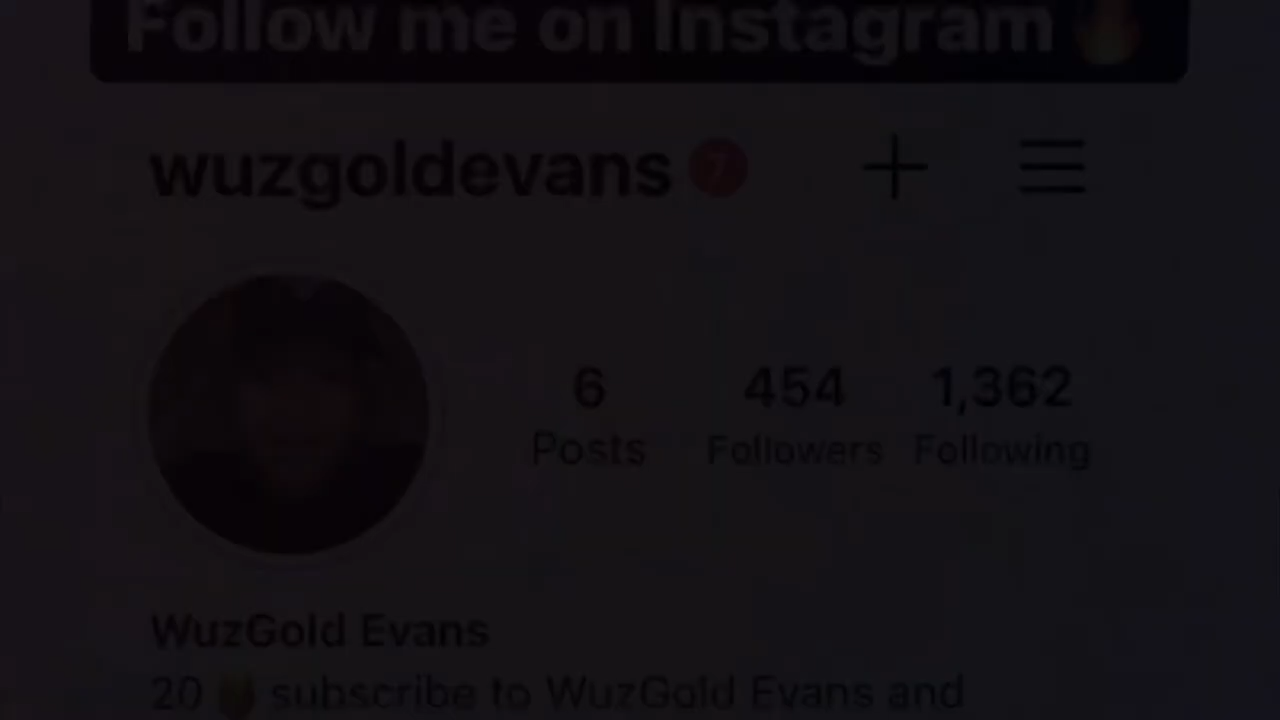 Follow me on Instagram 🔥
wuzgoldevans 7
6 454 1,362
Posts Followers Following
WuzGold Evans
20 subscribe to WuzGold Evans and